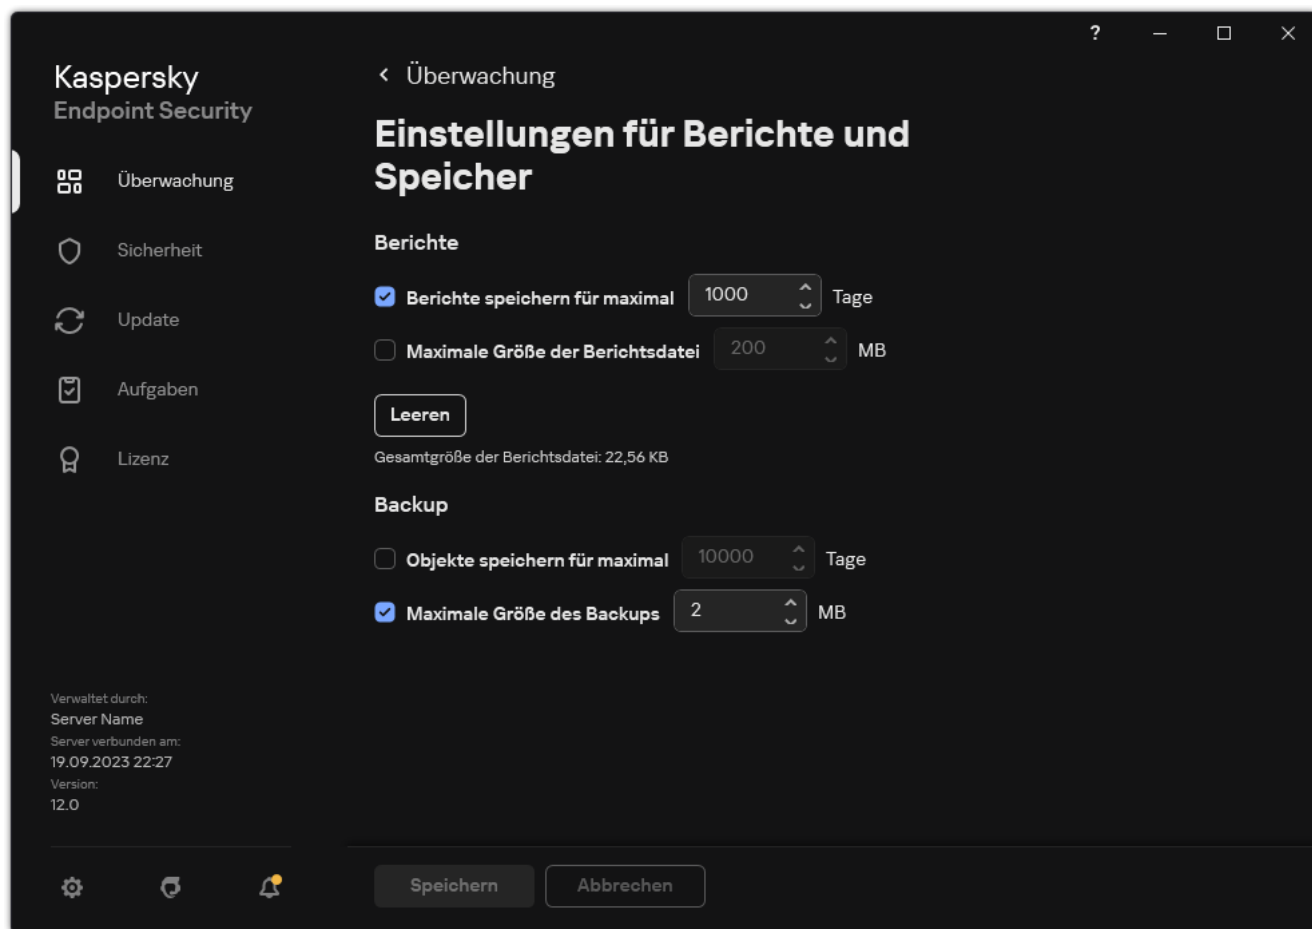 ?
Kaspersky
Endpoint Security
Überwachung
Sicherheit
Update
Aufgaben
Lizenz
Verwaltet durch:
Server Name
Server verbunden am:
19.09.2023 22:27
Version:
12.0
Überwachung
Einstellungen für Berichte und
Speicher
Berichte
Berichte speichern für maximal 1000 Tage
Maximale Größe der Berichtsdatei 200 MB
Leeren
Gesamtgröße der Berichtsdatei: 22,56 KB
Backup
Objekte speichern für maximal 10000 Tage
Maximale Größe des Backups 2 MB
Speichern Abbrechen